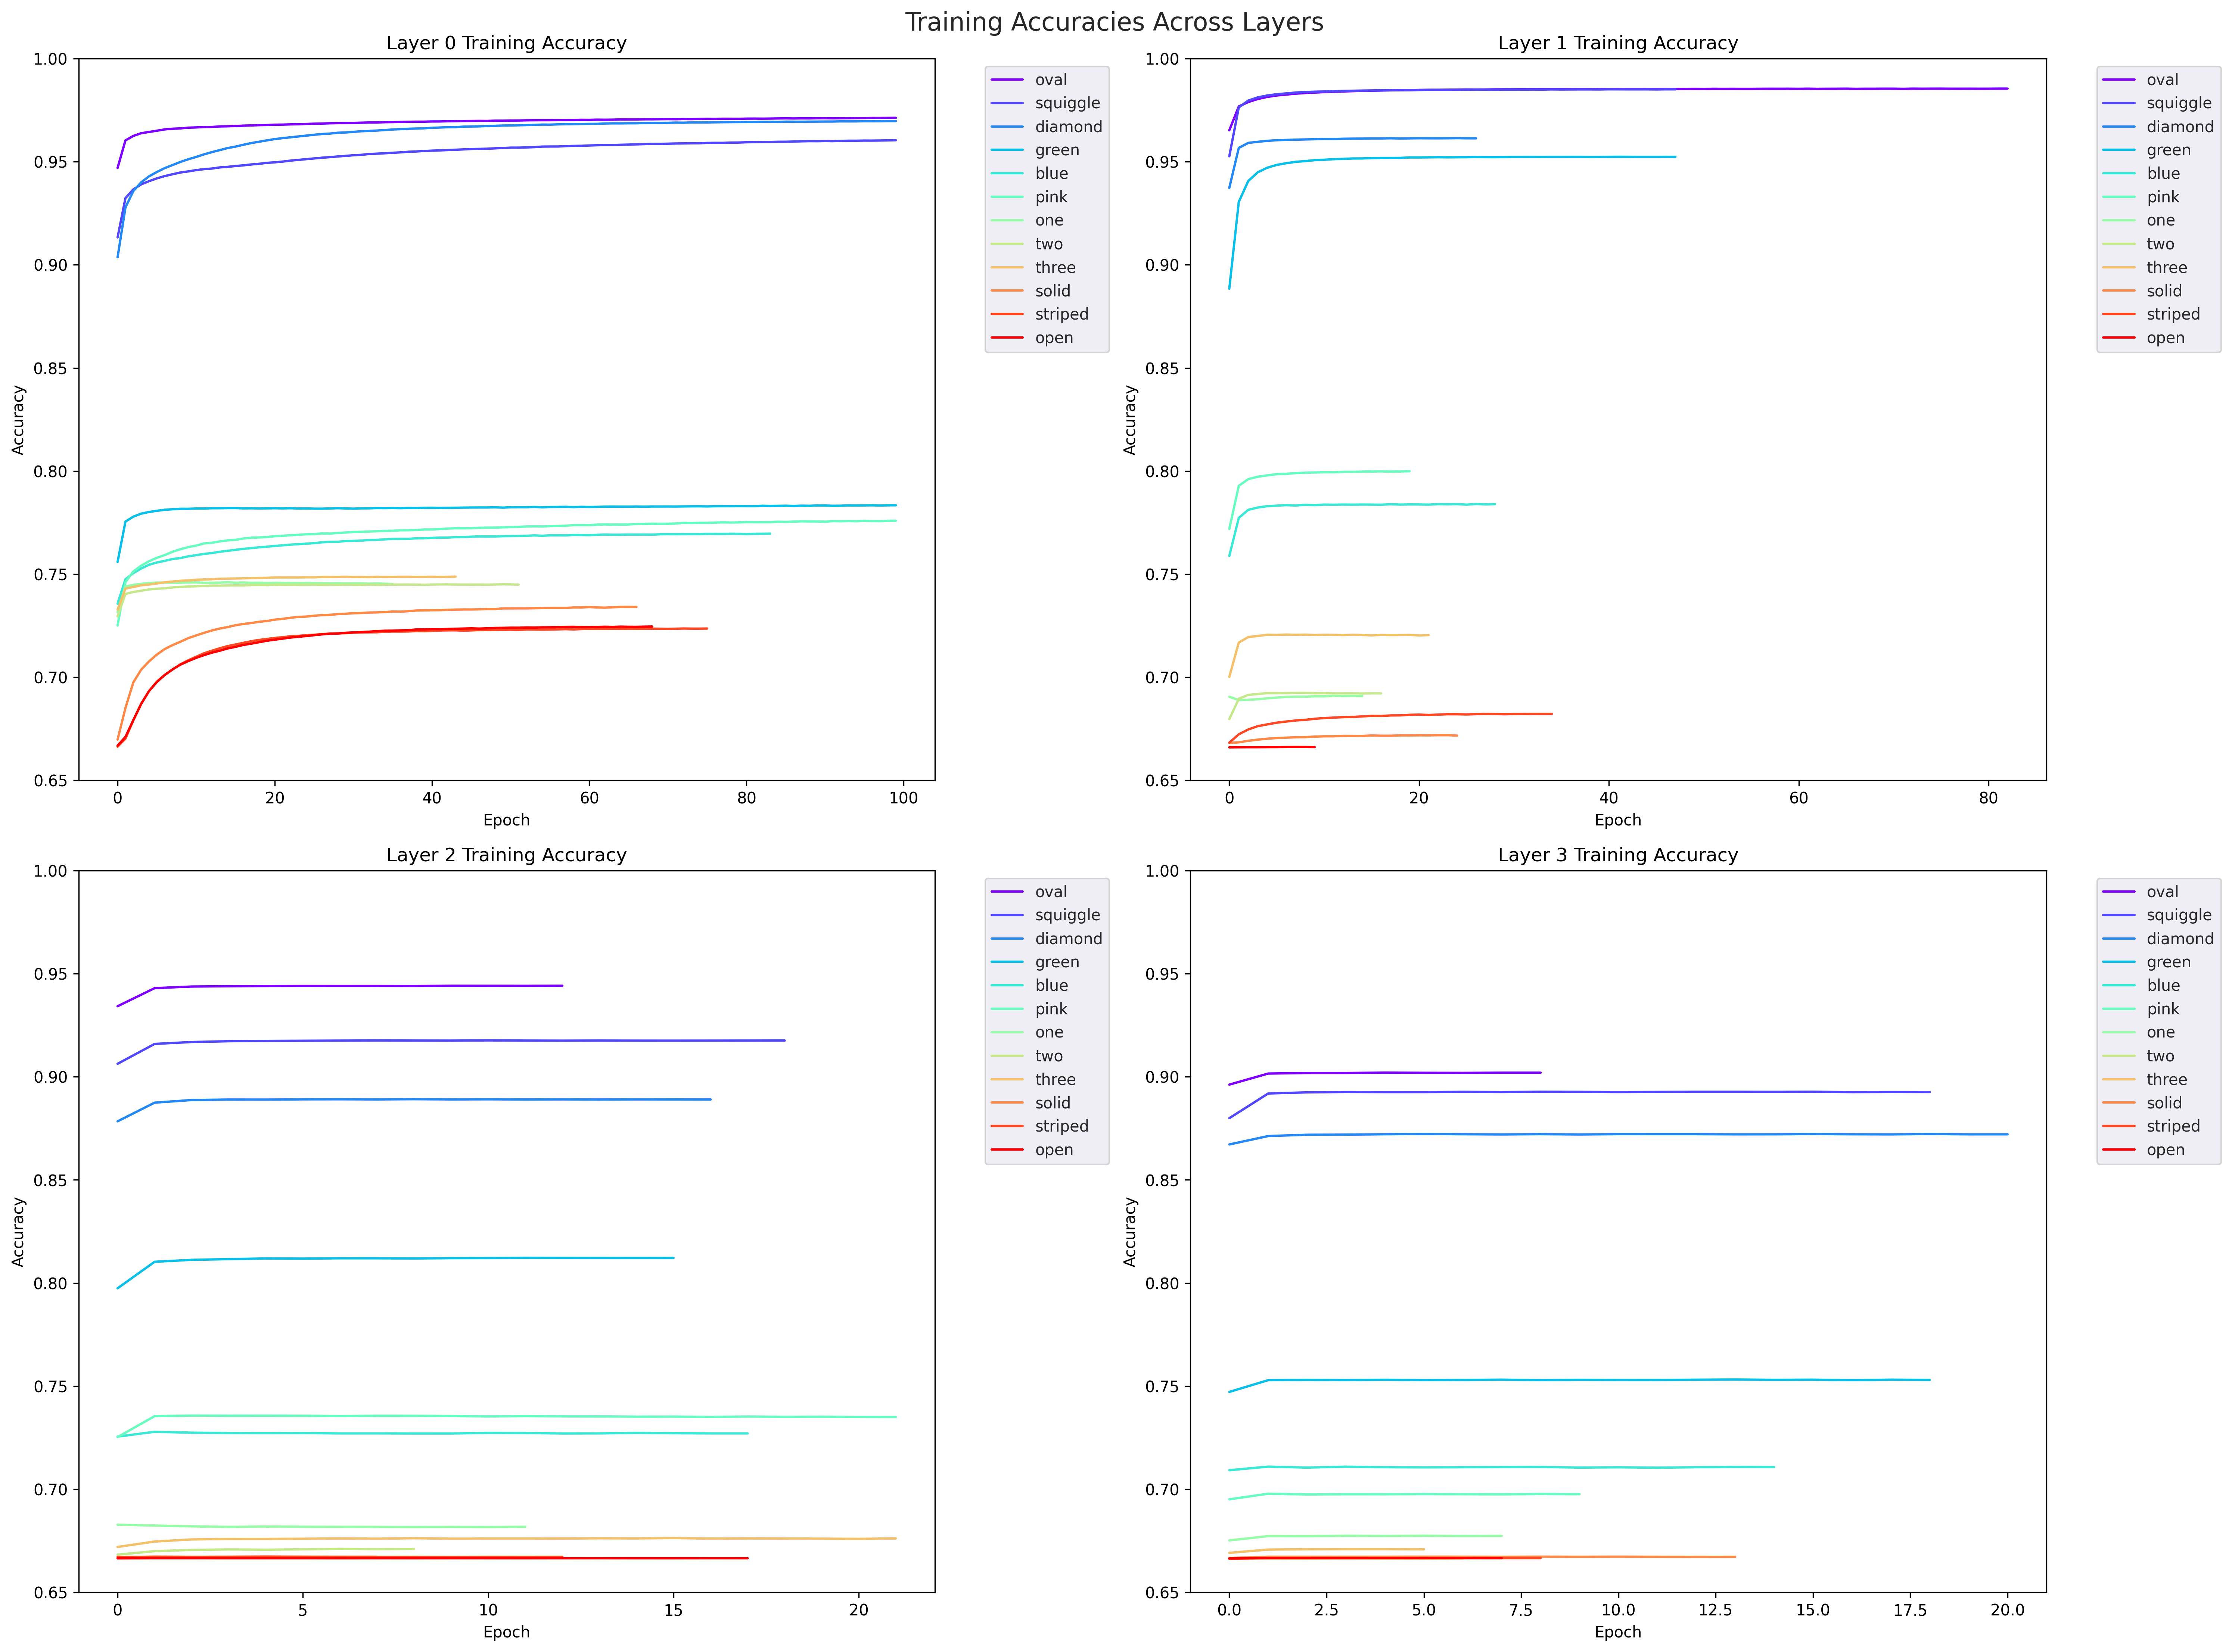 Training Accuracies Across Layers
Layer 0 Training Accuracy
1.00
0.95
0.90
0.85
0.80
0.75
0.70
0.65
Accuracy
0
20
40
60
80
100
Epoch
oval
squiggle
diamond
green
blue
pink
one
two
three
solid
striped
open
Layer 1 Training Accuracy
1.00
0.95
0.90
0.85
0.80
0.75
0.70
0.65
Accuracy
0
20
40
60
80
Epoch
oval
squiggle
diamond
green
blue
pink
one
two
three
solid
striped
open
Layer 2 Training Accuracy
1.00
0.95
0.90
0.85
0.80
0.75
0.70
0.65
Accuracy
0
5
10
15
20
Epoch
oval
squiggle
diamond
green
blue
pink
one
two
three
solid
striped
open
Layer 3 Training Accuracy
1.00
0.95
0.90
0.85
0.80
0.75
0.70
0.65
Accuracy
0.0
2.5
5.0
7.5
10.0
12.5
15.0
17.5
20.0
Epoch
oval
squiggle
diamond
green
blue
pink
one
two
three
solid
striped
open